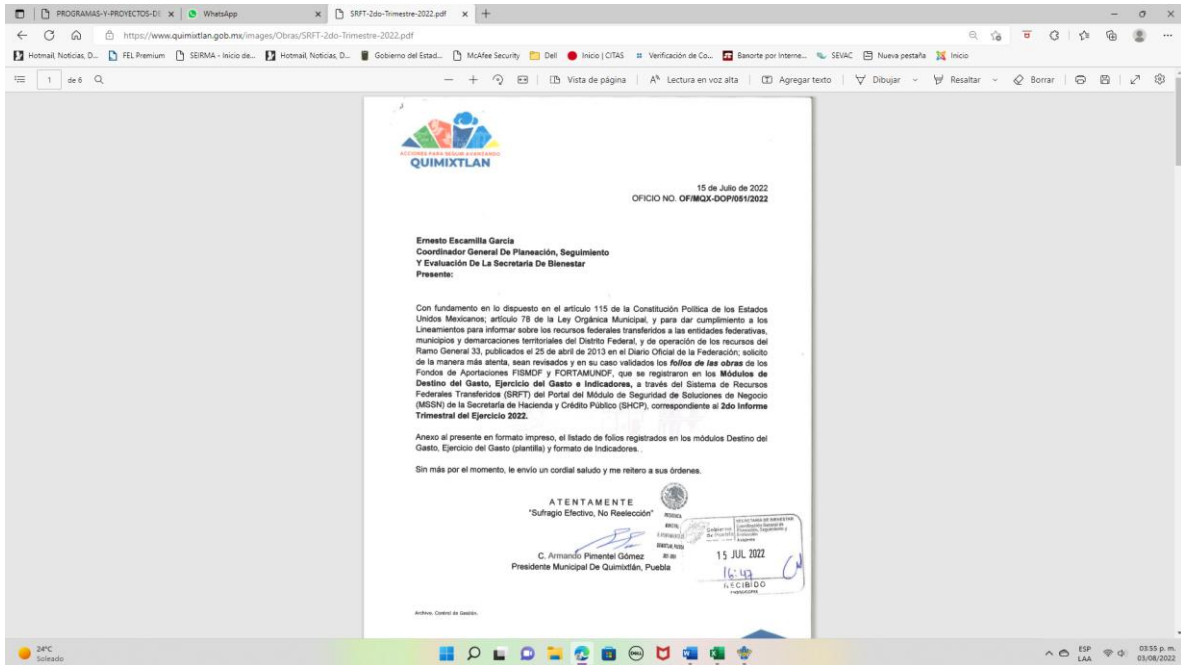 PROGRAMAS-Y-PROYECTOS-DE
WhatsApp
SRFT-2do-Trimestre-2022.pdf
https://www.quimixtlan.gob.mx/images/Obras/SRFT-2do-Trimestre-2022.pdf
Hotmail, Noticias, D...
FEL Premium
SEIRMA - Inicio de...
Hotmail, Noticias, D...
Gobierno del Estad...
McAfee Security
Dell
Inicio | CITAS
Verificación de Co...
Banorte por Interne...
SEVAC
Nueva pestaña
Inicio
1 de 6
Vista de página
Lectura en voz alta
Agregar texto
Dibujar
Resaltar
Borrar
ACCIONES PARA SEGUIR AVANZANDO
QUIMIXTLAN
15 de Julio de 2022
OFICIO NO. OF/MQX-DOP/051/2022
Ernesto Escamilla García
Coordinador General De Planeación, Seguimiento
Y Evaluación De La Secretaria De Bienestar
Presente:
Con fundamento en lo dispuesto en el artículo 115 de la Constitución Política de los Estados
Unidos Mexicanos; artículo 78 de la Ley Orgánica Municipal, y para dar cumplimiento a los
Lineamientos para informar sobre los recursos federales transferidos a las entidades federativas,
municipios y demarcaciones territoriales del Distrito Federal, y de operación de los recursos del
Ramo General 33, publicados el 25 de abril de 2013 en el Diario Oficial de la Federación; solicito
de la manera más atenta, sean revisados y en su caso validados los folios de las obras de los
Fondos de Aportaciones FISMDF y FORTAMUNDF, que se registraron en los Módulos de
Destino del Gasto, Ejercicio del Gasto e Indicadores, a través del Sistema de Recursos
Federales Transferidos (SRFT) del Portal del Módulo de Seguridad de Soluciones de Negocio
(MSSN) de la Secretaría de Hacienda y Crédito Público (SHCP), correspondiente al 2do Informe
Trimestral del Ejercicio 2022.
Anexo al presente en formato impreso, el listado de folios registrados en los módulos Destino del
Gasto, Ejercicio del Gasto (plantilla) y formato de Indicadores.
Sin más por el momento, le envío un cordial saludo y me reitero a sus órdenes.
ATENTAMENTE
"Sufragio Efectivo, No Reelección"
C. Armando Pimentel Gómez
Presidente Municipal De Quimixtlán, Puebla
SECRETARÍA DE BIENESTAR
15 JUL 2022
16:47
RECIBIDO
Archivo, Control de Gestión.
24°C
Soleado
ESP
LAA
03:55 p. m.
03/08/2022